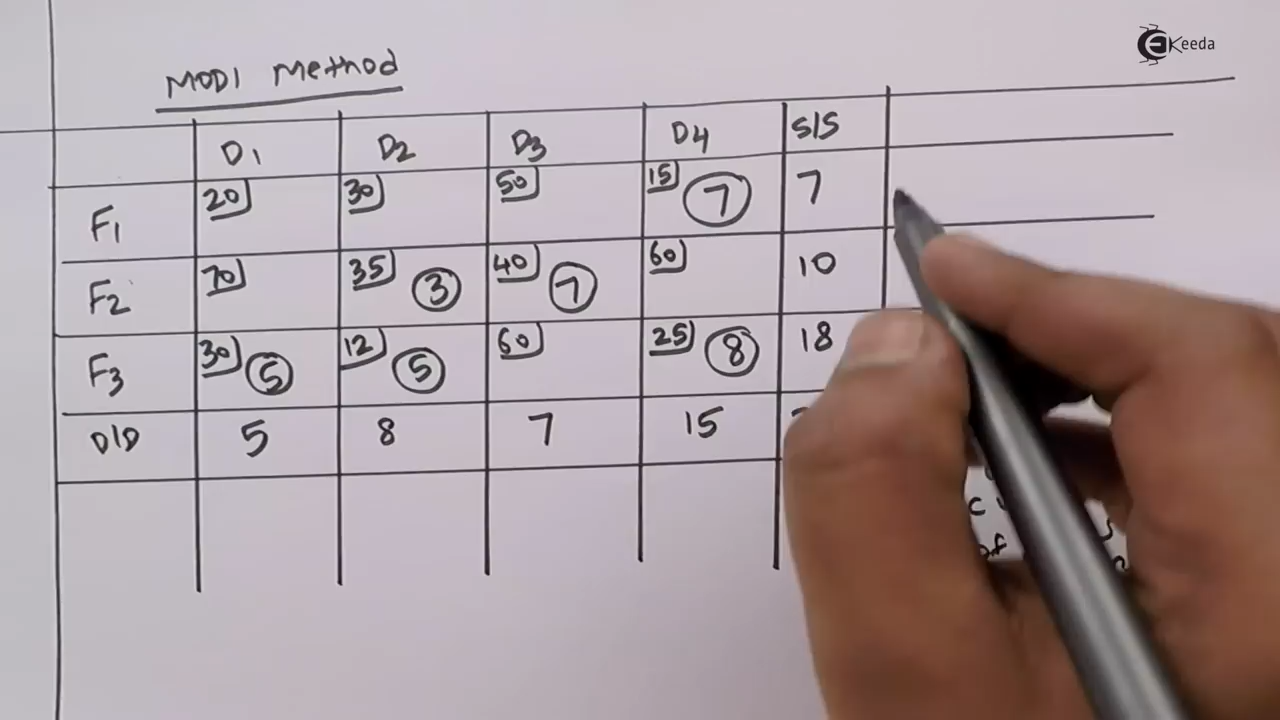 Keeda
MODI Method
D1 D2 D3 D4 S/S
F1 20 30 50 15 7 7
F2 70 35 3 40 7 60 10
F3 30 5 12 5 60 25 8 18
D/D 5 8 7 15
of